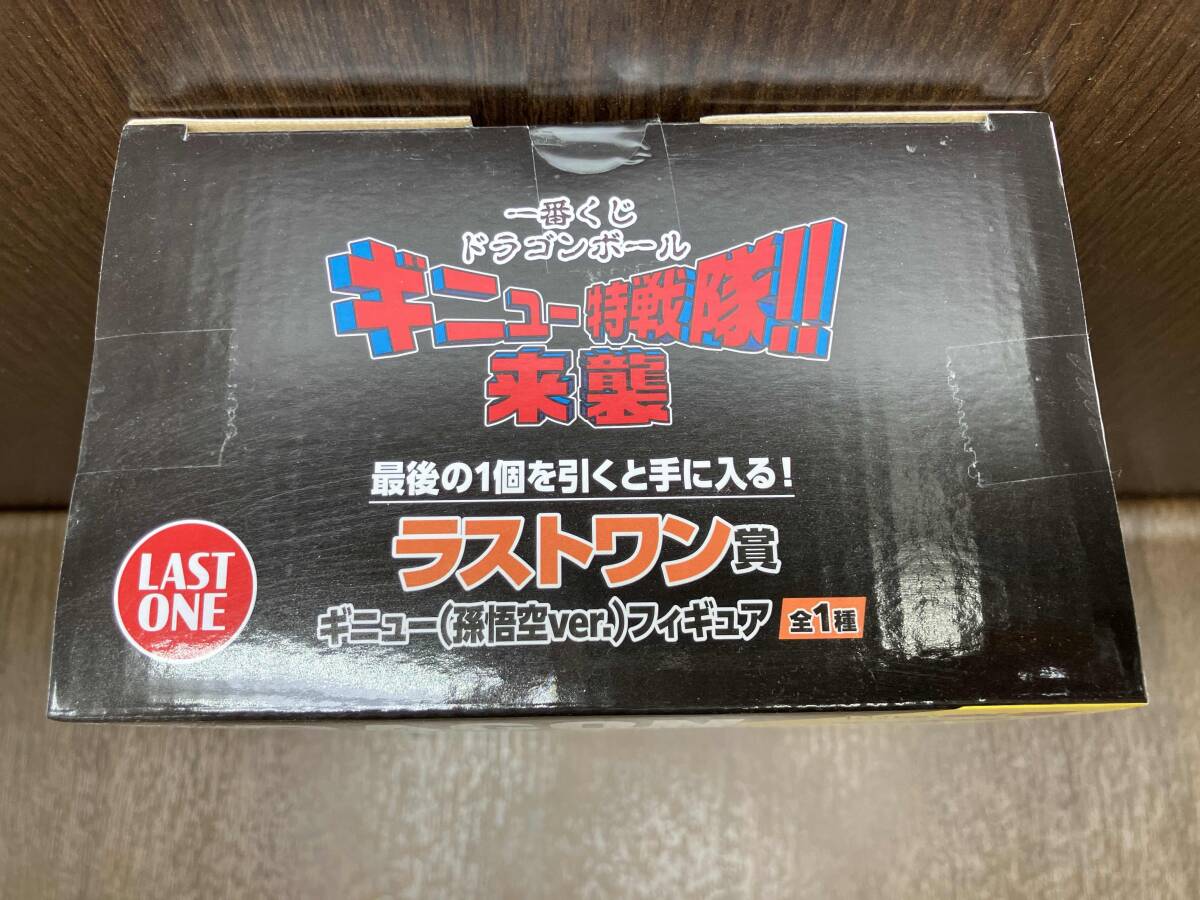 一番くじ
ドラゴンボール
ギニュー特戦隊!!
来襲
最後の1個を引くと手に入る!
ラストワン賞
LAST
ONE
ギニュー(孫悟空ver.)フィギュア 全1種